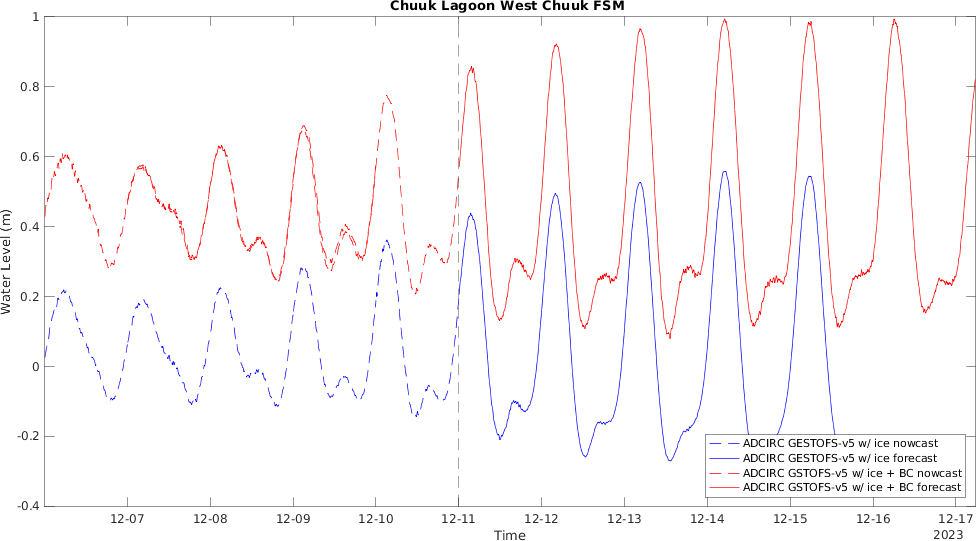 Chuuk Lagoon West Chuuk FSM
1
0.8
0.6
0.4
0.2
0
-0.2
-0.4
Water Level (m)
ADCIRC GESTOFS-v5 w/ ice nowcast
ADCIRC GESTOFS-v5 w/ ice forecast
ADCIRC GSTOFS-v5 w/ ice + BC nowcast
ADCIRC GSTOFS-v5 w/ ice + BC forecast
12-07 12-08 12-09 12-10 12-11 12-12 12-13 12-14 12-15 12-16 12-17
Time
2023